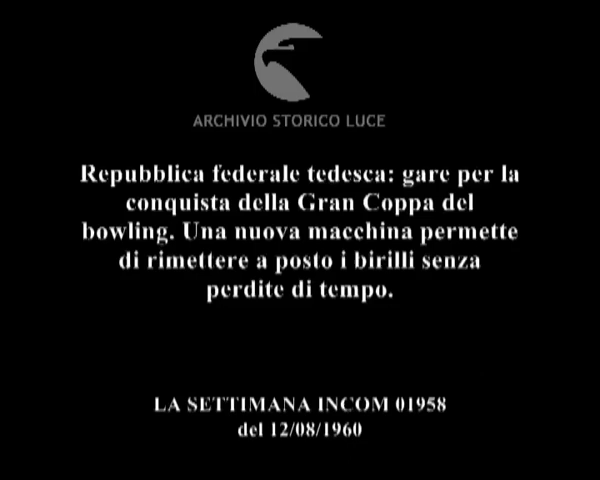 ARCHIVIO STORICO LUCE
Repubblica federale tedesca: gare per la
conquista della Gran Coppa del
bowling. Una nuova macchina permette
di rimettere a posto i birilli senza
perdite di tempo.
LA SETTIMANA INCOM 01958
del 12/08/1960